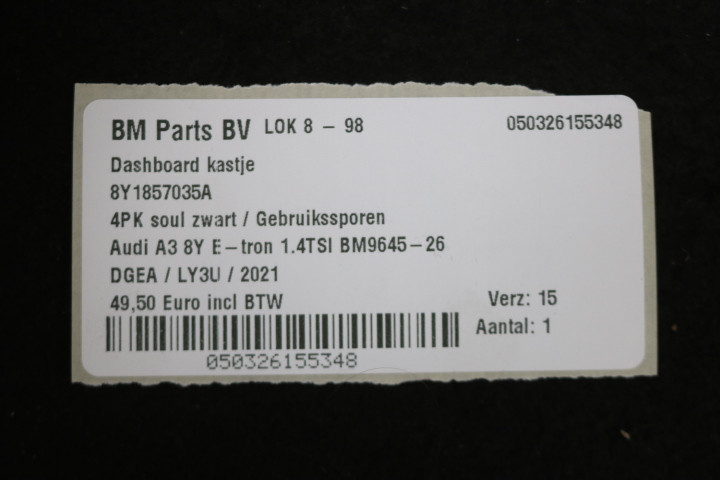 BM Parts BV LOK 8 - 98 050326155348
Dashboard kastje
8Y1857035A
4PK soul zwart / Gebruikssporen
Audi A3 8Y E-tron 1.4TSI BM9645-26
DGEA / LY3U / 2021
49,50 Euro incl BTW Verz: 15
Aantal: 1
050326155348